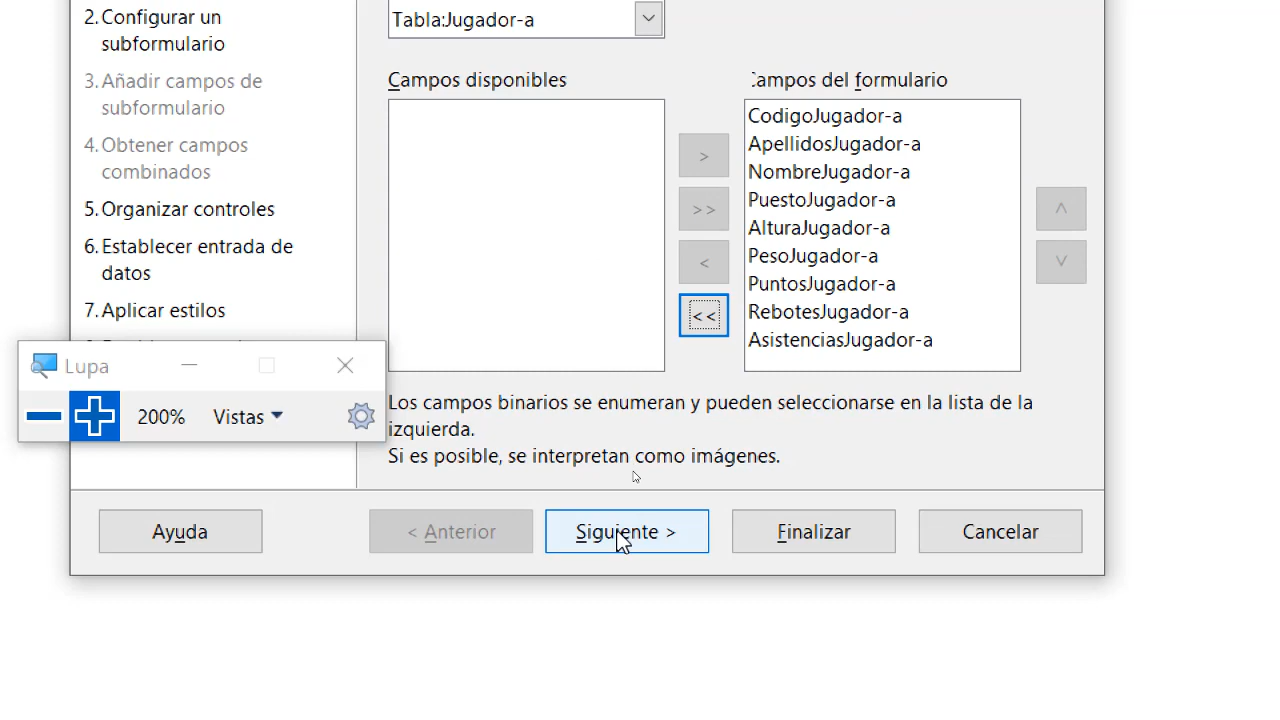 2. Configurar un
subformulario
3. Añadir campos de
subformulario
4. Obtener campos
combinados
5. Organizar controles
6. Establecer entrada de
datos
7. Aplicar estilos
Tabla:Jugador-a
Campos disponibles
>
>>
<
<<
Campos del formulario
CodigoJugador-a
ApellidosJugador-a
NombreJugador-a
PuestoJugador-a
AlturaJugador-a
PesoJugador-a
PuntosJugador-a
RebotesJugador-a
AsistenciasJugador-a
Lupa
200%
Vistas
Los campos binarios se enumeran y pueden seleccionarse en la lista de la
izquierda.
Si es posible, se interpretan como imágenes.
Ayuda
< Anterior
Siguiente >
Finalizar
Cancelar